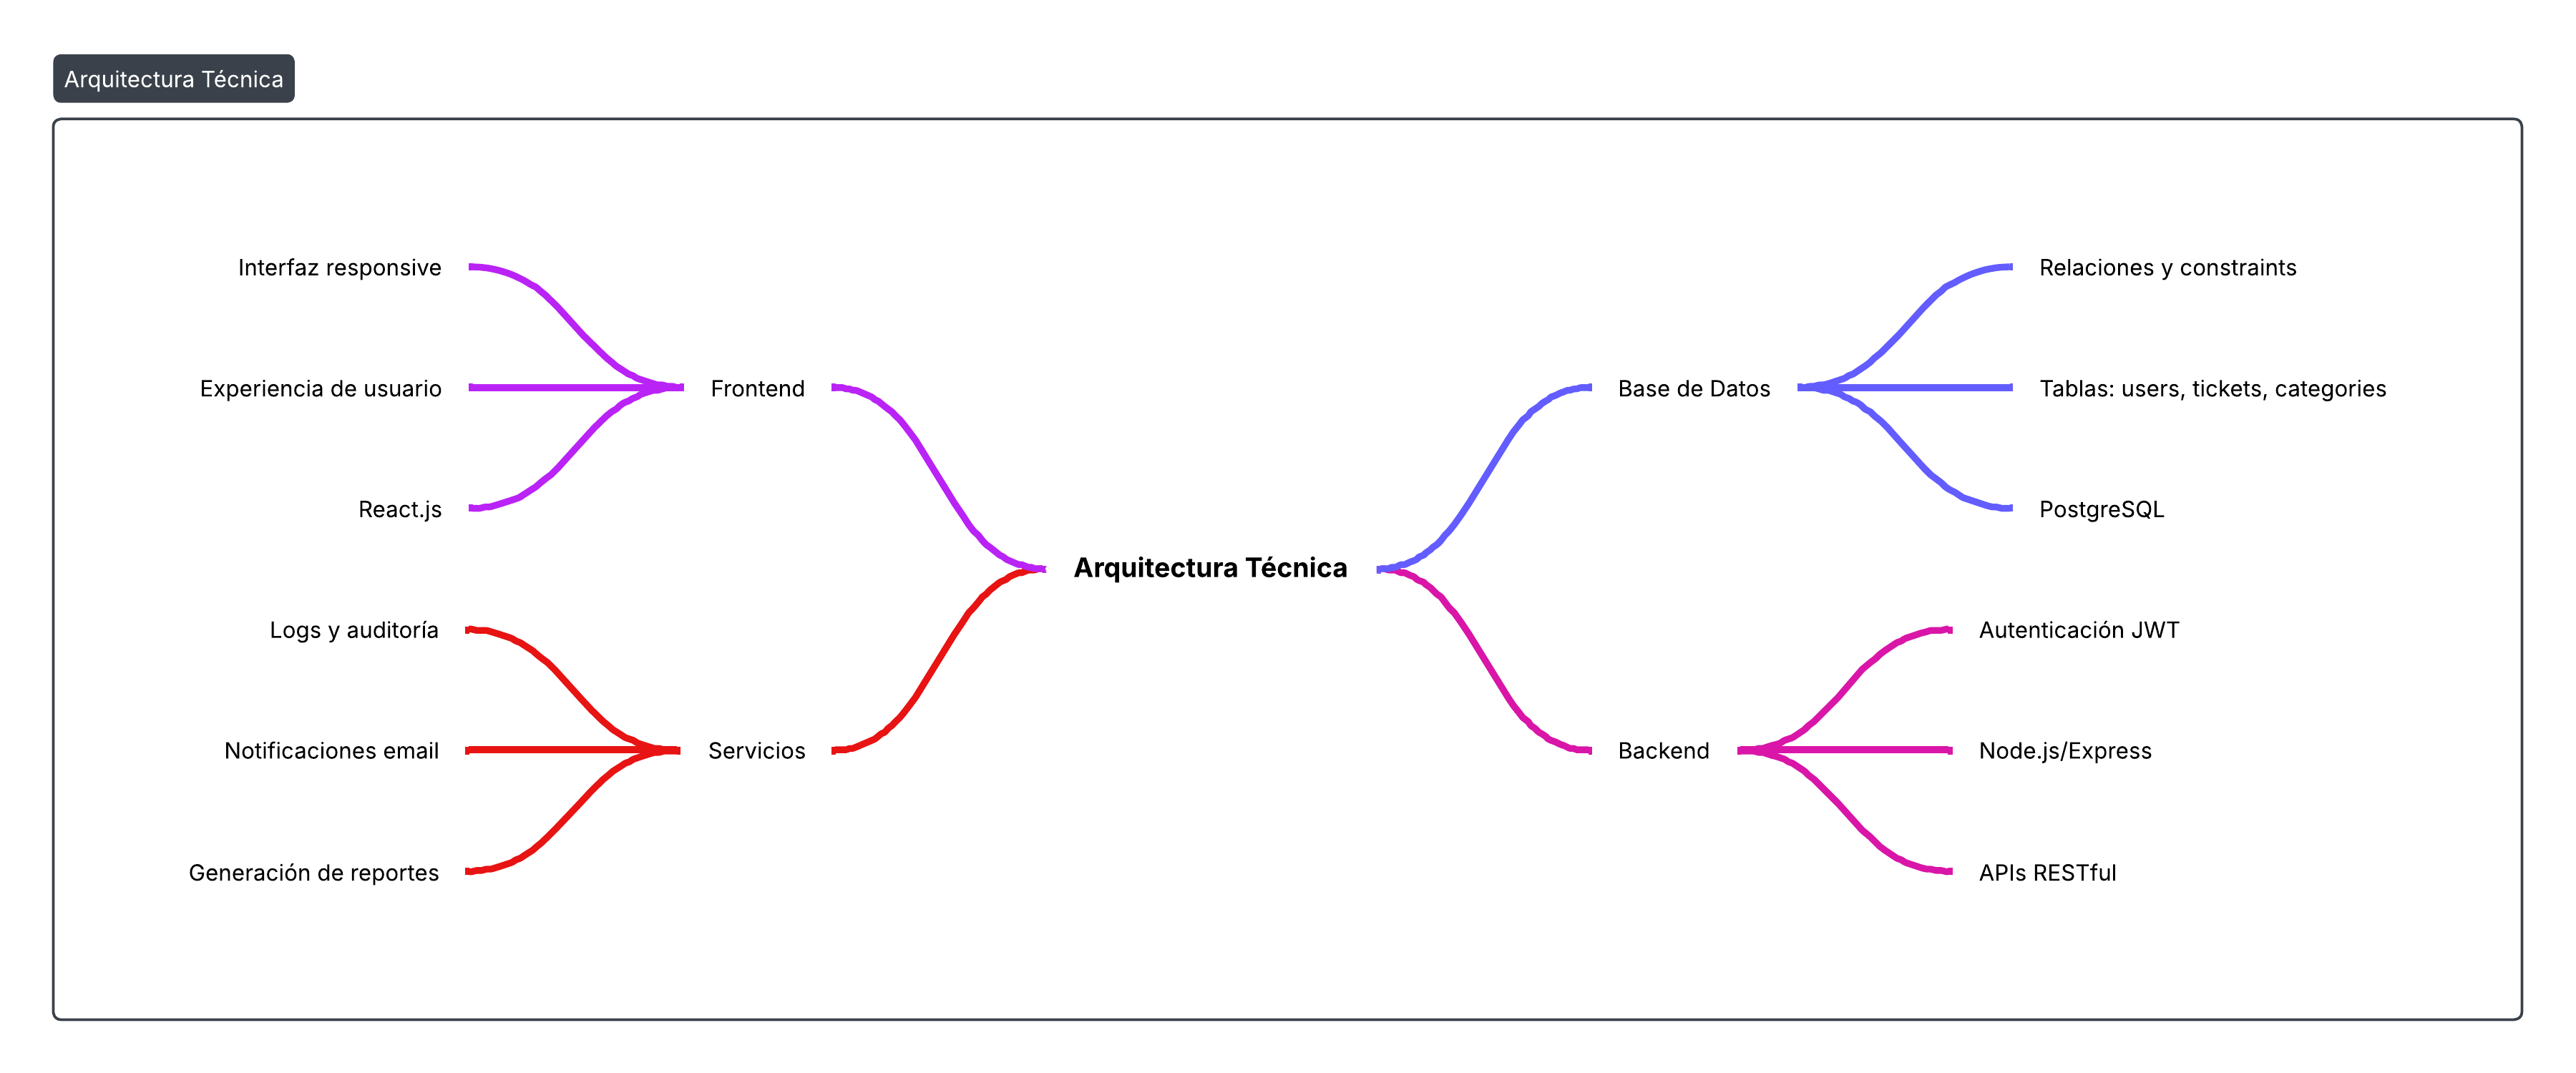 Arquitectura Técnica
Interfaz responsive
Experiencia de usuario
Frontend
React.js
Logs y auditoría
Notificaciones email
Servicios
Generación de reportes
Arquitectura Técnica
Base de Datos
Relaciones y constraints
Tablas: users, tickets, categories
PostgreSQL
Backend
Autenticación JWT
Node.js/Express
APIs RESTful